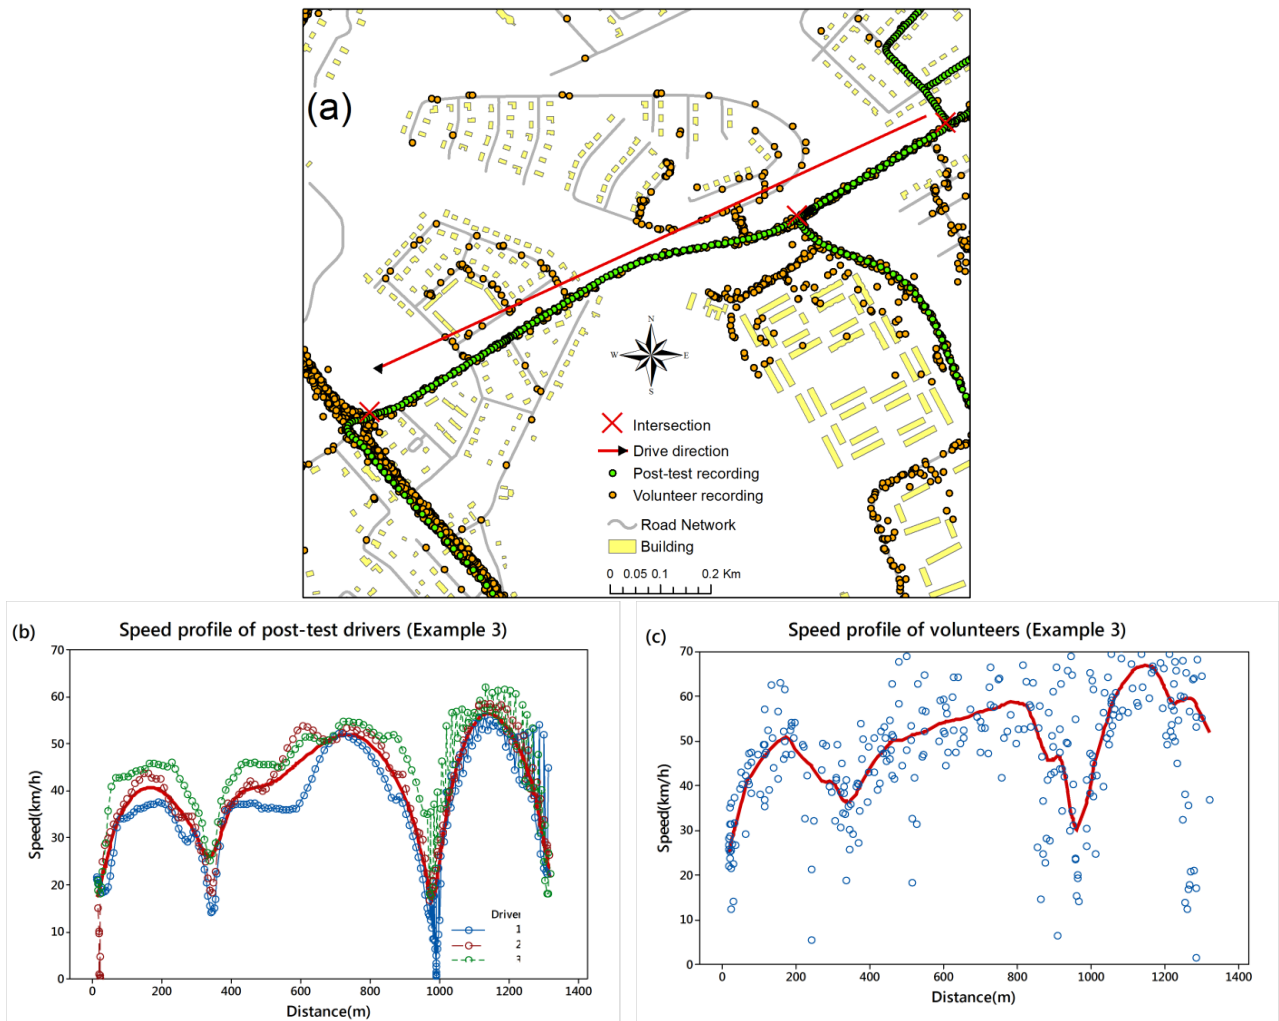 (a)
N
W
E
S
Intersection
Drive direction
Post-test recording
Volunteer recording
Road Network
Building
0 0.05 0.1 0.2 Km
(b)
Speed profile of post-test drivers (Example 3)
70
60
50
40
30
20
10
0
Speed(km/h)
Driver
1
2
3
0 200 400 600 800 1000 1200 1400
Distance(m)
(c)
Speed profile of volunteers (Example 3)
70
60
50
40
30
20
10
0
Speed(km/h)
0 200 400 600 800 1000 1200 1400
Distance(m)